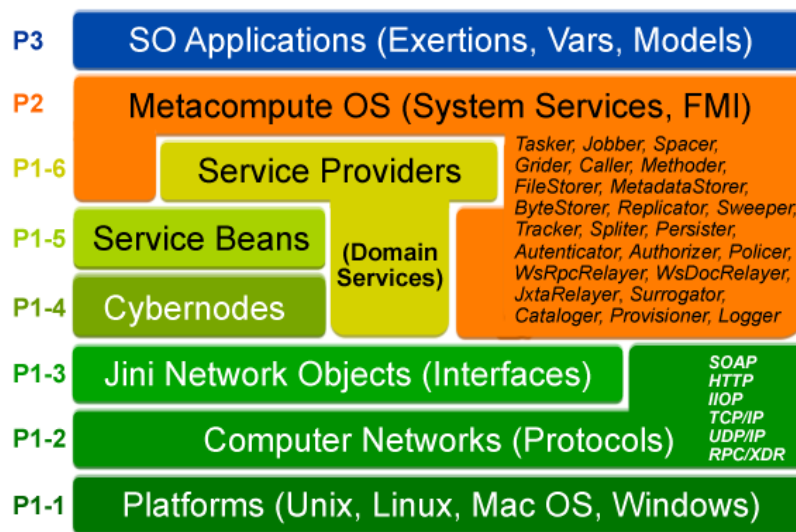 P3 SO Applications (Exertions, Vars, Models)
P2 Metacompute OS (System Services, FMI)
P1-6 Service Providers
Tasker, Jobber, Spacer,
Grider, Caller, Methoder,
FileStorer, MetadataStorer,
ByteStorer, Replicator, Sweeper,
Tracker, Spliter, Persister,
Autenticator, Authorizer, Policer,
WsRpcRelayer, WsDocRelayer,
JxtaRelayer, Surrogator,
Cataloger, Provisioner, Logger
P1-5 Service Beans
(Domain
Services)
P1-4 Cybernodes
P1-3 Jini Network Objects (Interfaces)
P1-2 Computer Networks (Protocols)
SOAP
HTTP
IIOP
TCP/IP
UDP/IP
RPC/XDR
P1-1 Platforms (Unix, Linux, Mac OS, Windows)